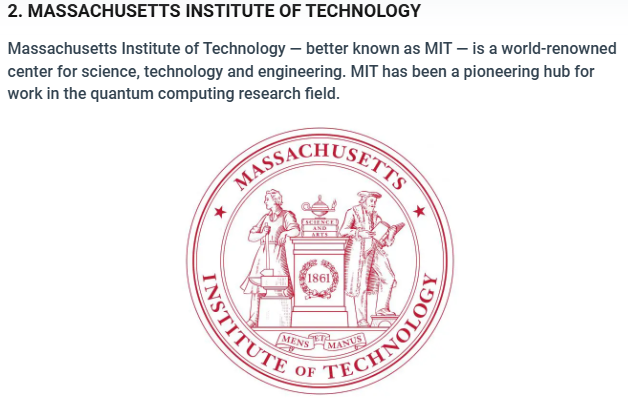 2. MASSACHUSETTS INSTITUTE OF TECHNOLOGY
Massachusetts Institute of Technology — better known as MIT — is a world-renowned
center for science, technology and engineering. MIT has been a pioneering hub for
work in the quantum computing research field.
MASSACHUSETTS
SCIENCE
AND
ARTS
1861
MENS ET MANUS
INSTITUTE OF TECHNOLOGY